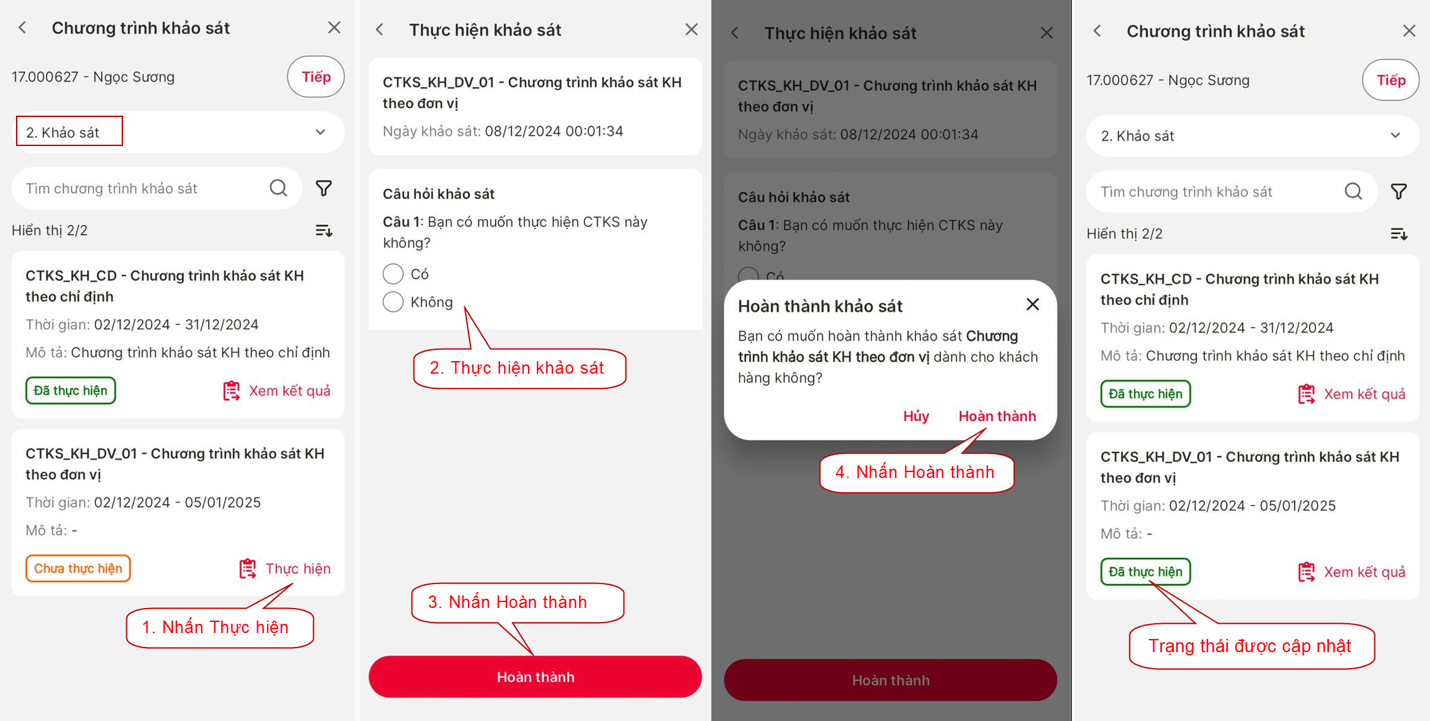 Chương trình khảo sát
17.000627 - Ngọc Sương
Tiếp
2. Khảo sát
Tìm chương trình khảo sát
Hiển thị 2/2
CTKS_KH_CD - Chương trình khảo sát KH
theo chỉ định
Thời gian: 02/12/2024 - 31/12/2024
Mô tả: Chương trình khảo sát KH theo chỉ định
Đã thực hiện
Xem kết quả
CTKS_KH_DV_01 - Chương trình khảo sát KH
theo đơn vị
Thời gian: 02/12/2024 - 05/01/2025
Mô tả: -
Chưa thực hiện
Thực hiện
1. Nhấn Thực hiện
Thực hiện khảo sát
CTKS_KH_DV_01 - Chương trình khảo sát KH
theo đơn vị
Ngày khảo sát: 08/12/2024 00:01:34
Câu hỏi khảo sát
Câu 1: Bạn có muốn thực hiện CTKS này
không?
Có
Không
2. Thực hiện khảo sát
3. Nhấn Hoàn thành
Hoàn thành
Thực hiện khảo sát
CTKS_KH_DV_01 - Chương trình khảo sát KH
theo đơn vị
Ngày khảo sát: 08/12/2024 00:01:34
Câu hỏi khảo sát
Câu 1: Bạn có muốn thực hiện CTKS này
không?
Có
Hoàn thành khảo sát
Bạn có muốn hoàn thành khảo sát Chương
trình khảo sát KH theo đơn vị dành cho khách
hàng không?
Hủy
Hoàn thành
4. Nhấn Hoàn thành
Hoàn thành
Chương trình khảo sát
17.000627 - Ngọc Sương
Tiếp
2. Khảo sát
Tìm chương trình khảo sát
Hiển thị 2/2
CTKS_KH_CD - Chương trình khảo sát KH
theo chỉ định
Thời gian: 02/12/2024 - 31/12/2024
Mô tả: Chương trình khảo sát KH theo chỉ định
Đã thực hiện
Xem kết quả
CTKS_KH_DV_01 - Chương trình khảo sát KH
theo đơn vị
Thời gian: 02/12/2024 - 05/01/2025
Mô tả: -
Đã thực hiện
Xem kết quả
Trạng thái được cập nhật